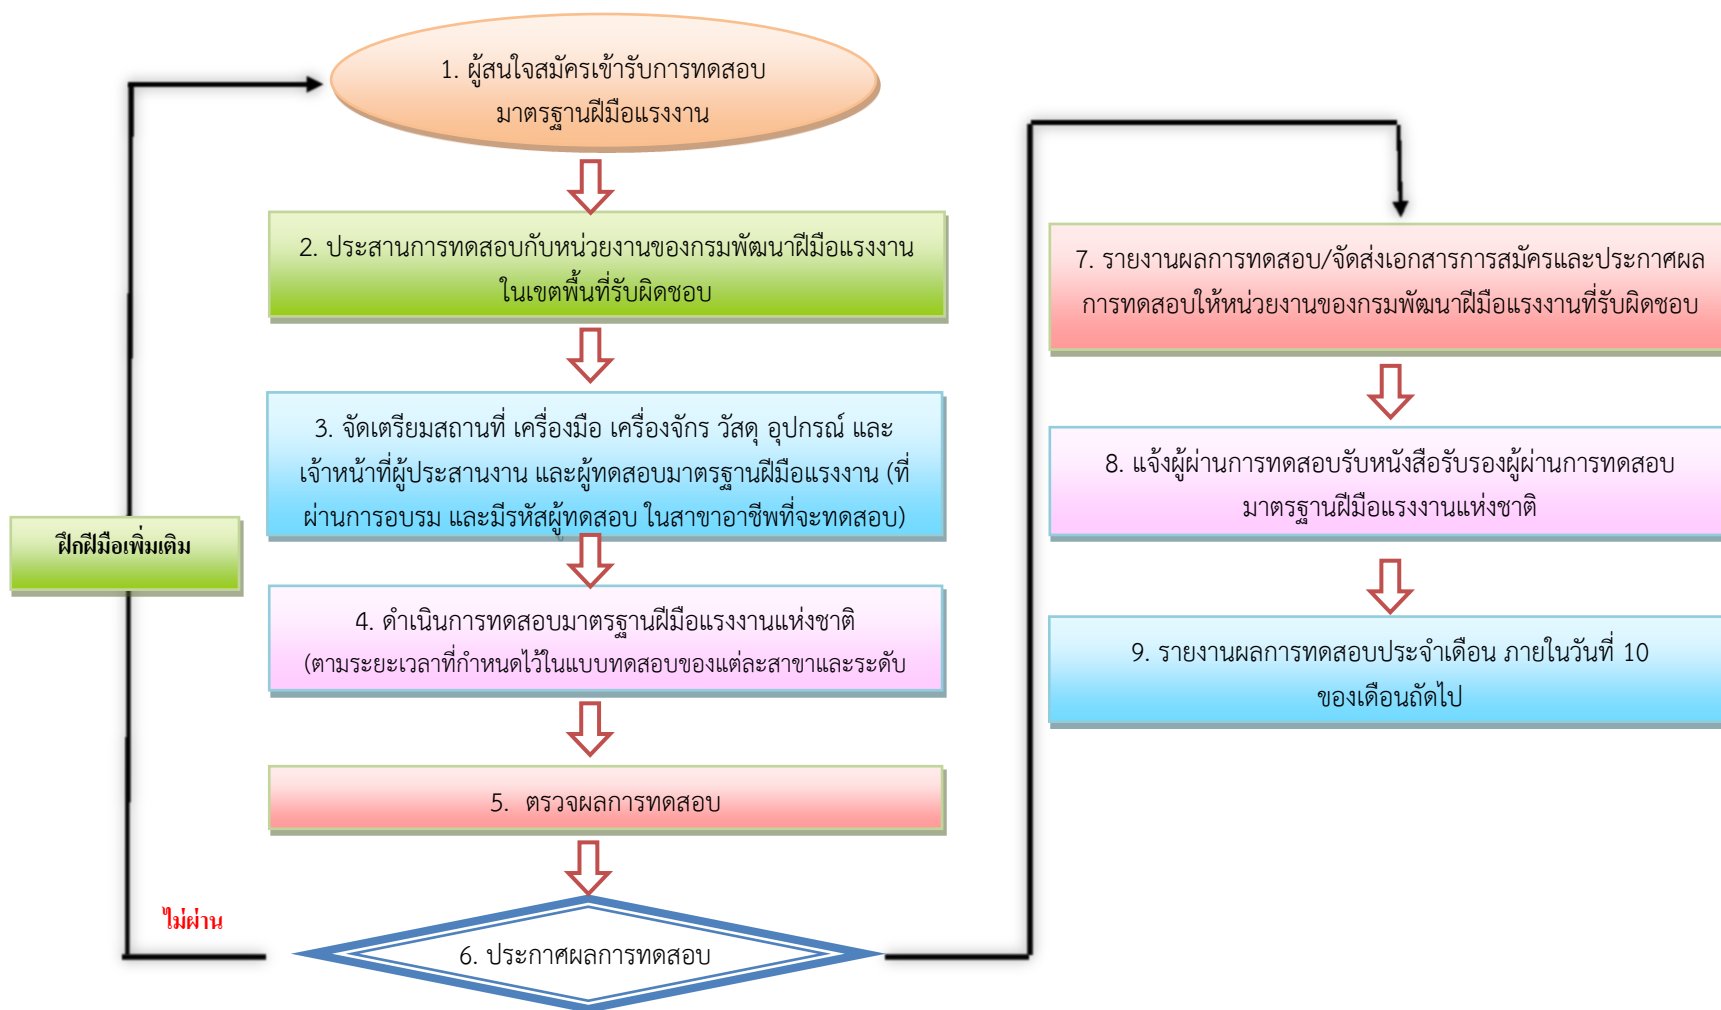 1. ผู้สนใจสมัครเข้ารับการทดสอบ
มาตรฐานฝีมือแรงงาน
2. ประสานการทดสอบกับหน่วยงานของกรมพัฒนาฝีมือแรงงาน
ในเขตพื้นที่รับผิดชอบ
3. จัดเตรียมสถานที่ เครื่องมือ เครื่องจักร วัสดุ อุปกรณ์ และ
เจ้าหน้าที่ผู้ประสานงาน และผู้ทดสอบมาตรฐานฝีมือแรงงาน (ที่
ผ่านการอบรม และมีรหัสผู้ทดสอบ ในสาขาอาชีพที่จะทดสอบ)
ฝึกฝีมือเพิ่มเติม
4. ดำเนินการทดสอบมาตรฐานฝีมือแรงงานแห่งชาติ
(ตามระยะเวลาที่กำหนดไว้ในแบบทดสอบของแต่ละสาขาและระดับ
5. ตรวจผลการทดสอบ
ไม่ผ่าน
6. ประกาศผลการทดสอบ
7. รายงานผลการทดสอบ/จัดส่งเอกสารการสมัครและประกาศผล
การทดสอบให้หน่วยงานของกรมพัฒนาฝีมือแรงงานที่รับผิดชอบ
8. แจ้งผู้ผ่านการทดสอบรับหนังสือรับรองผู้ผ่านการทดสอบ
มาตรฐานฝีมือแรงงานแห่งชาติ
9. รายงานผลการทดสอบประจำเดือน ภายในวันที่ 10
ของเดือนถัดไป